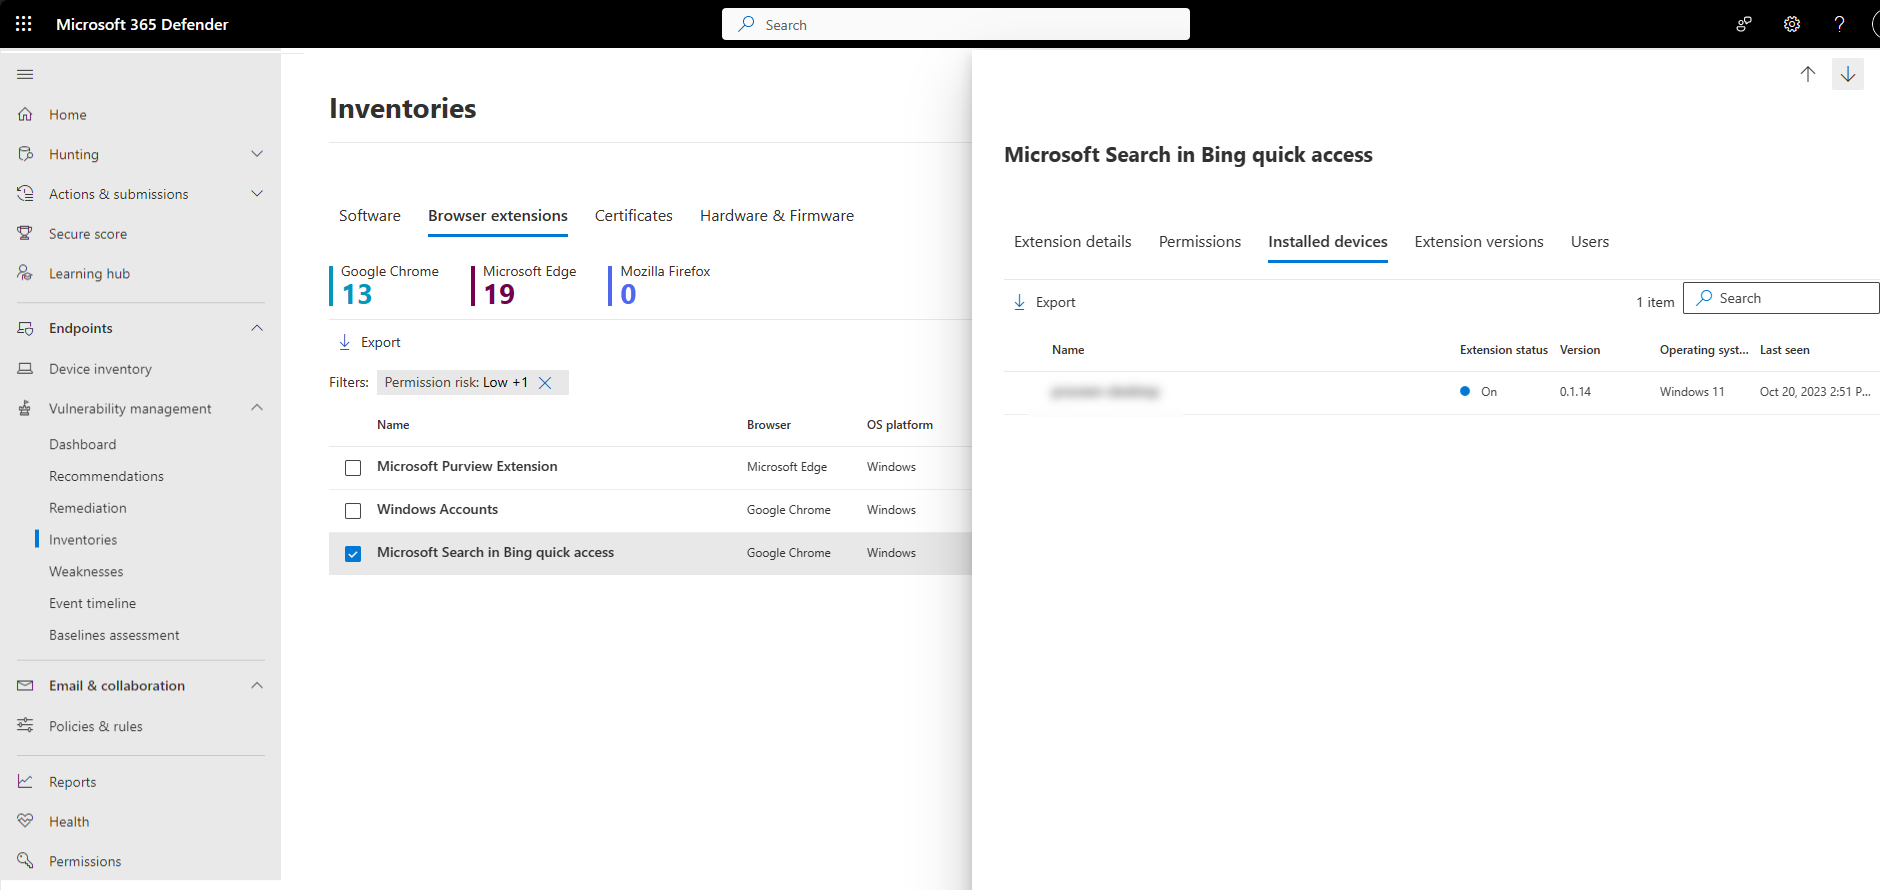 Microsoft 365 Defender
Search
?
Home
Hunting
Actions & submissions
Secure score
Learning hub
Endpoints
Device inventory
Vulnerability management
Dashboard
Recommendations
Remediation
Inventories
Weaknesses
Event timeline
Baselines assessment
Email & collaboration
Policies & rules
Reports
Health
Permissions
Inventories
Software Browser extensions Certificates Hardware & Firmware
Google Chrome Microsoft Edge Mozilla Firefox
13 19 0
Export
Filters: Permission risk: Low +1
Name Browser OS platform
Microsoft Purview Extension Microsoft Edge Windows
Windows Accounts Google Chrome Windows
Microsoft Search in Bing quick access Google Chrome Windows
Microsoft Search in Bing quick access
Extension details Permissions Installed devices Extension versions Users
Export 1 item Search
Name Extension status Version Operating syst... Last seen
On 0.1.14 Windows 11 Oct 20, 2023 2:51 P...